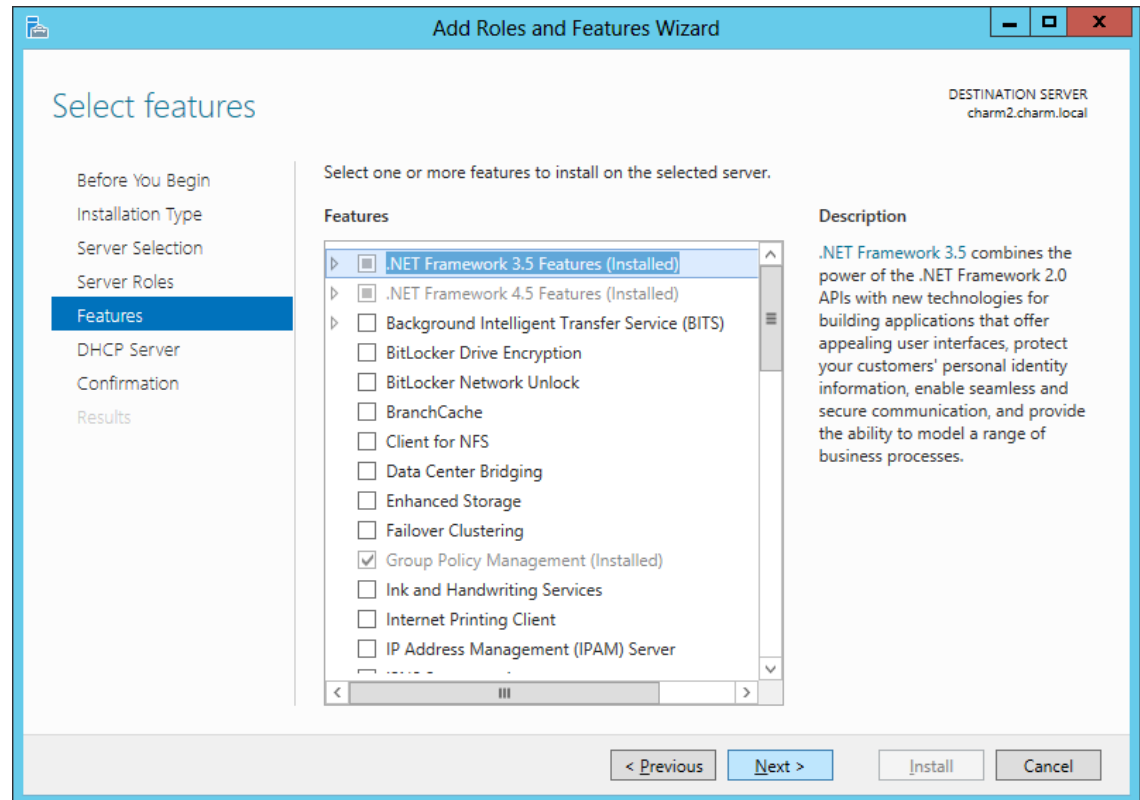 Add Roles and Features Wizard
Select features
DESTINATION SERVER
charm2.charm.local
Before You Begin
Installation Type
Server Selection
Server Roles
Features
DHCP Server
Confirmation
Results
Select one or more features to install on the selected server.
Features
.NET Framework 3.5 Features (Installed)
.NET Framework 4.5 Features (Installed)
Background Intelligent Transfer Service (BITS)
BitLocker Drive Encryption
BitLocker Network Unlock
BranchCache
Client for NFS
Data Center Bridging
Enhanced Storage
Failover Clustering
Group Policy Management (Installed)
Ink and Handwriting Services
Internet Printing Client
IP Address Management (IPAM) Server
Description
.NET Framework 3.5 combines the
power of the .NET Framework 2.0
APIs with new technologies for
building applications that offer
appealing user interfaces, protect
your customers' personal identity
information, enable seamless and
secure communication, and provide
the ability to model a range of
business processes.
< Previous
Next >
Install
Cancel